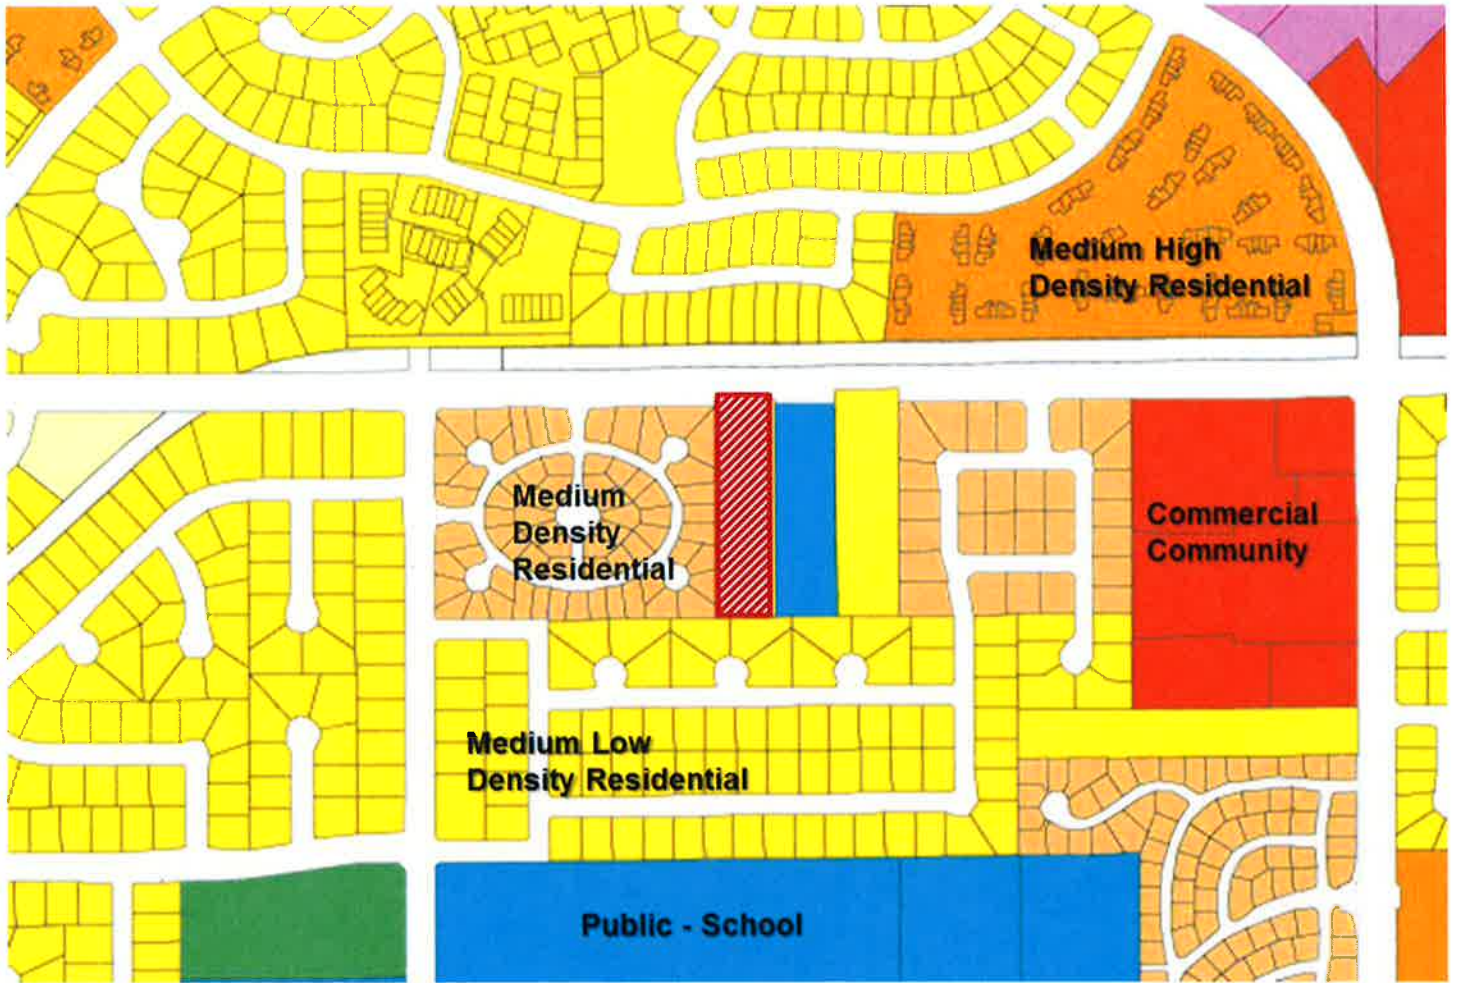 Medium High
Density Residential
Medium
Density
Residential
Commercial
Community
Medium Low
Density Residential
Public - School